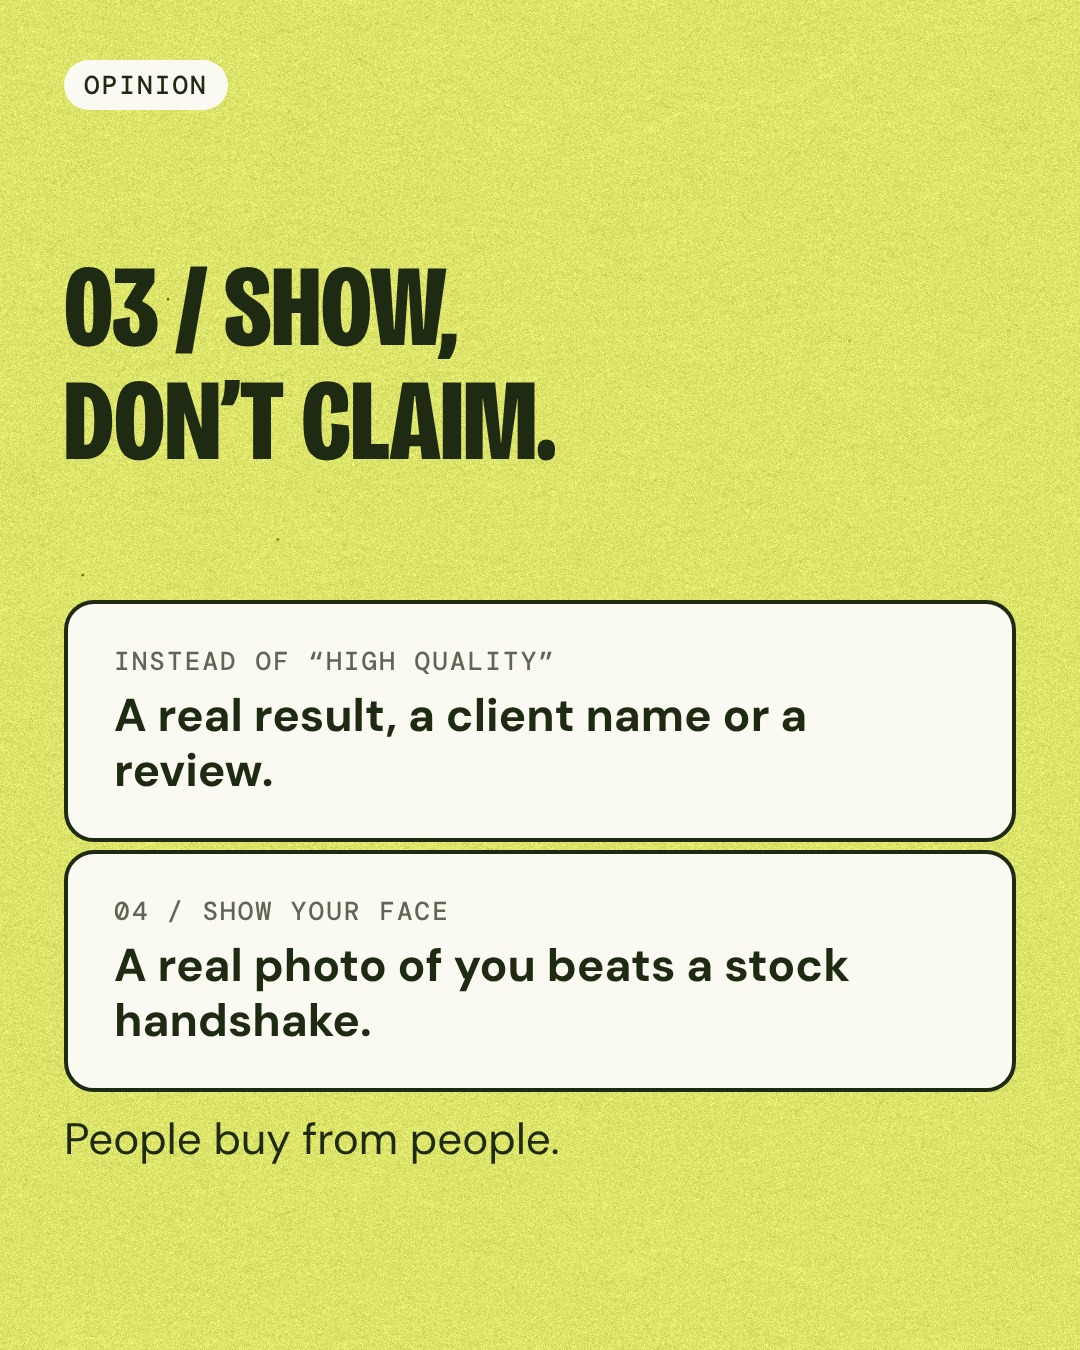 OPINION
03 / SHOW,
DON’T CLAIM.
INSTEAD OF “HIGH QUALITY”
A real result, a client name or a
review.
04 / SHOW YOUR FACE
A real photo of you beats a stock
handshake.
People buy from people.